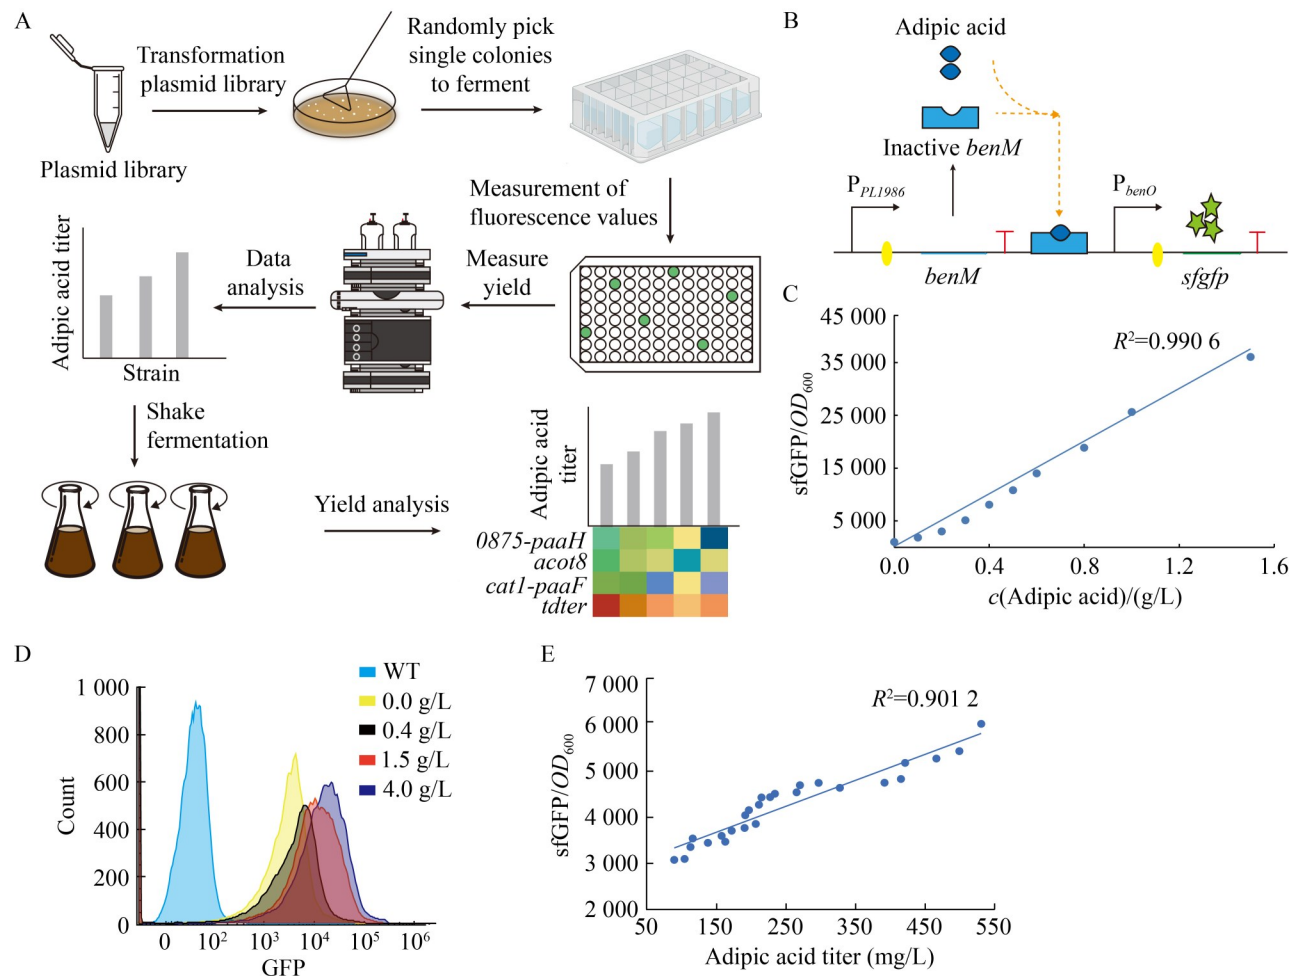 A
Transformation
plasmid library
Randomly pick
single colonies
to ferment
Plasmid library
Measurement of
fluorescence values
Measure
yield
Data
analysis
Adipic acid titer
Strain
Shake
fermentation
Yield analysis
Adipic acid
titer
0875-paaH
acot8
cat1-paaF
tdter
B
Adipic acid
Inactive benM
P_PL1986
P_benO
benM
sfgfp
C
45 000
35 000
25 000
15 000
5 000
sfGFP/OD600
R²=0.990 6
0.0
0.4
0.8
1.2
1.6
c(Adipic acid)/(g/L)
D
1 000
800
600
400
200
0
Count
WT
0.0 g/L
0.4 g/L
1.5 g/L
4.0 g/L
0
10²
10³
10⁴
10⁵
10⁶
GFP
E
7 000
6 000
5 000
4 000
3 000
2 000
sfGFP/OD600
R²=0.901 2
50
150
250
350
450
550
Adipic acid titer (mg/L)